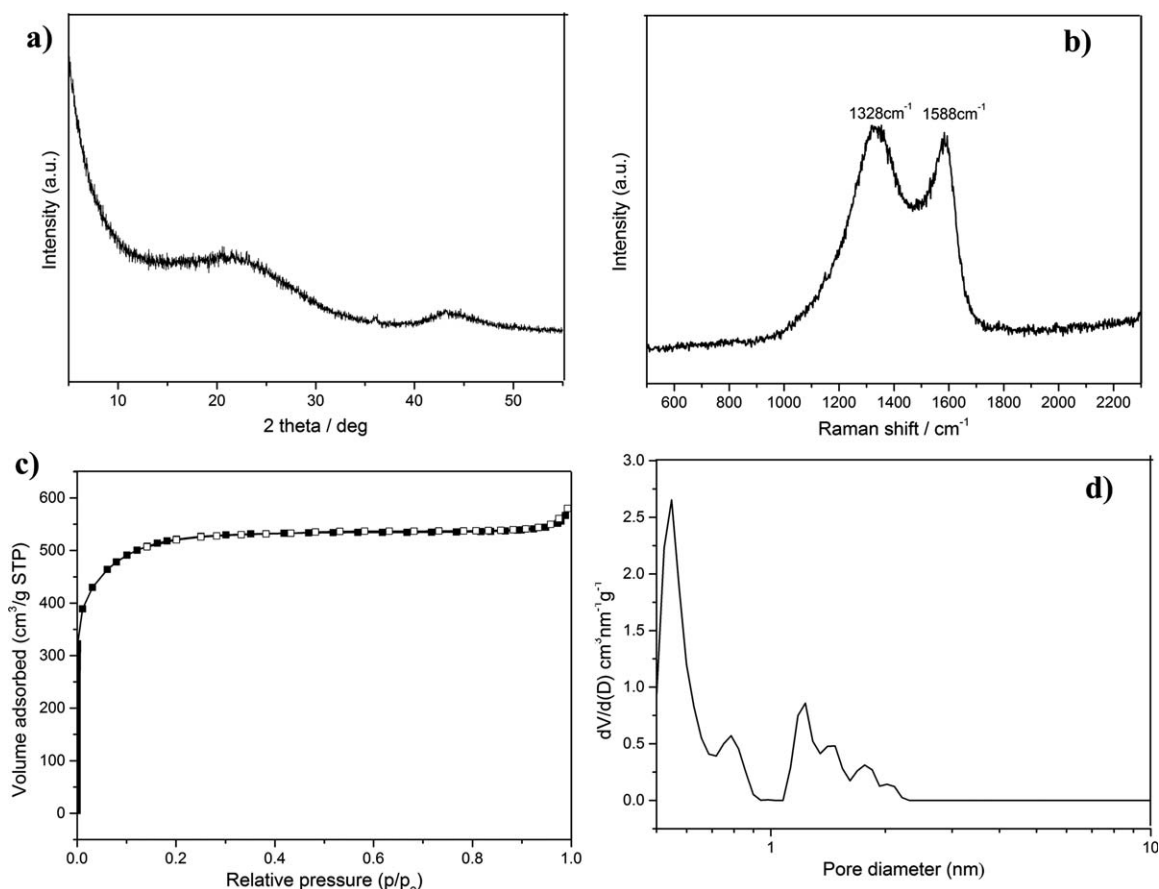 a)
Intensity (a.u.)
10 20 30 40 50
2 theta / deg
b)
1328cm⁻¹ 1588cm⁻¹
Intensity (a.u.)
600 800 1000 1200 1400 1600 1800 2000 2200
Raman shift / cm⁻¹
c)
600
500
400
300
200
100
0
Volume adsorbed (cm³/g STP)
0.0 0.2 0.4 0.6 0.8 1.0
Relative pressure (p/p₀)
d)
3.0
2.5
2.0
1.5
1.0
0.5
0.0
dV/d(D) cm³nm⁻¹g⁻¹
1 10
Pore diameter (nm)